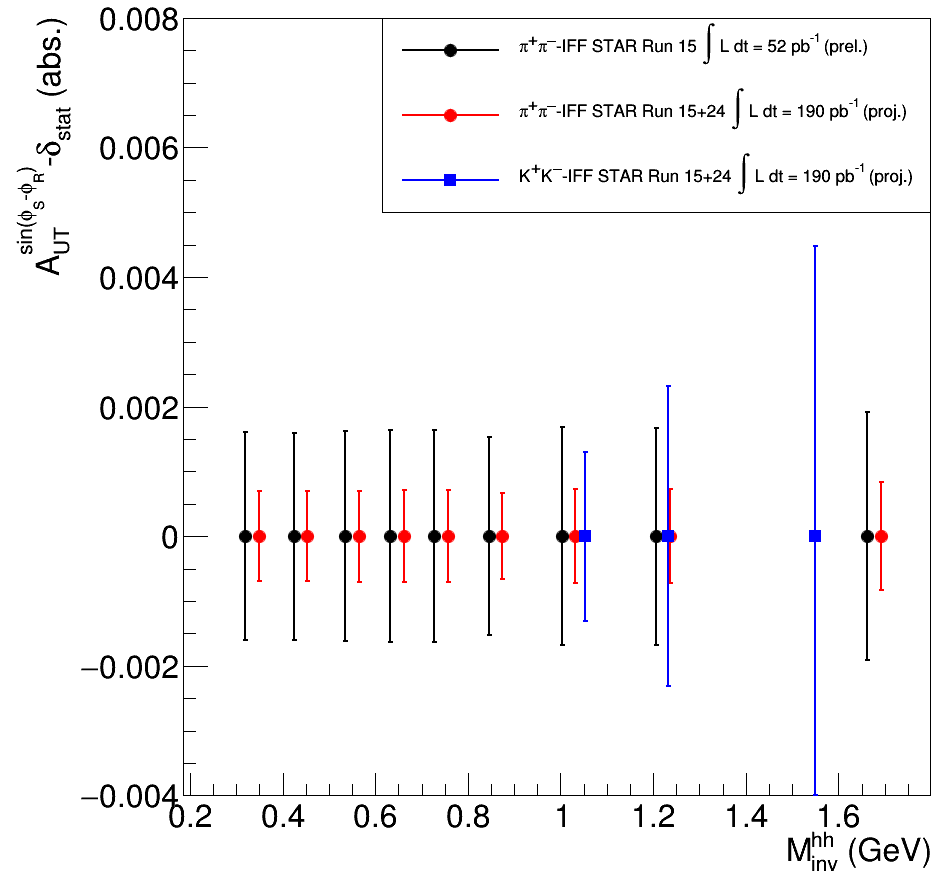 π+π−-IFF STAR Run 15 ∫ L dt = 52 pb-1 (prel.)
π+π−-IFF STAR Run 15+24 ∫ L dt = 190 pb-1 (proj.)
K+K−-IFF STAR Run 15+24 ∫ L dt = 190 pb-1 (proj.)
A_UT^sin(ϕ_S-ϕ_R)-δ_stat (abs.)
0.008
0.006
0.004
0.002
0
−0.002
−0.004
0.2 0.4 0.6 0.8 1 1.2 1.4 1.6
M_inv^hh (GeV)